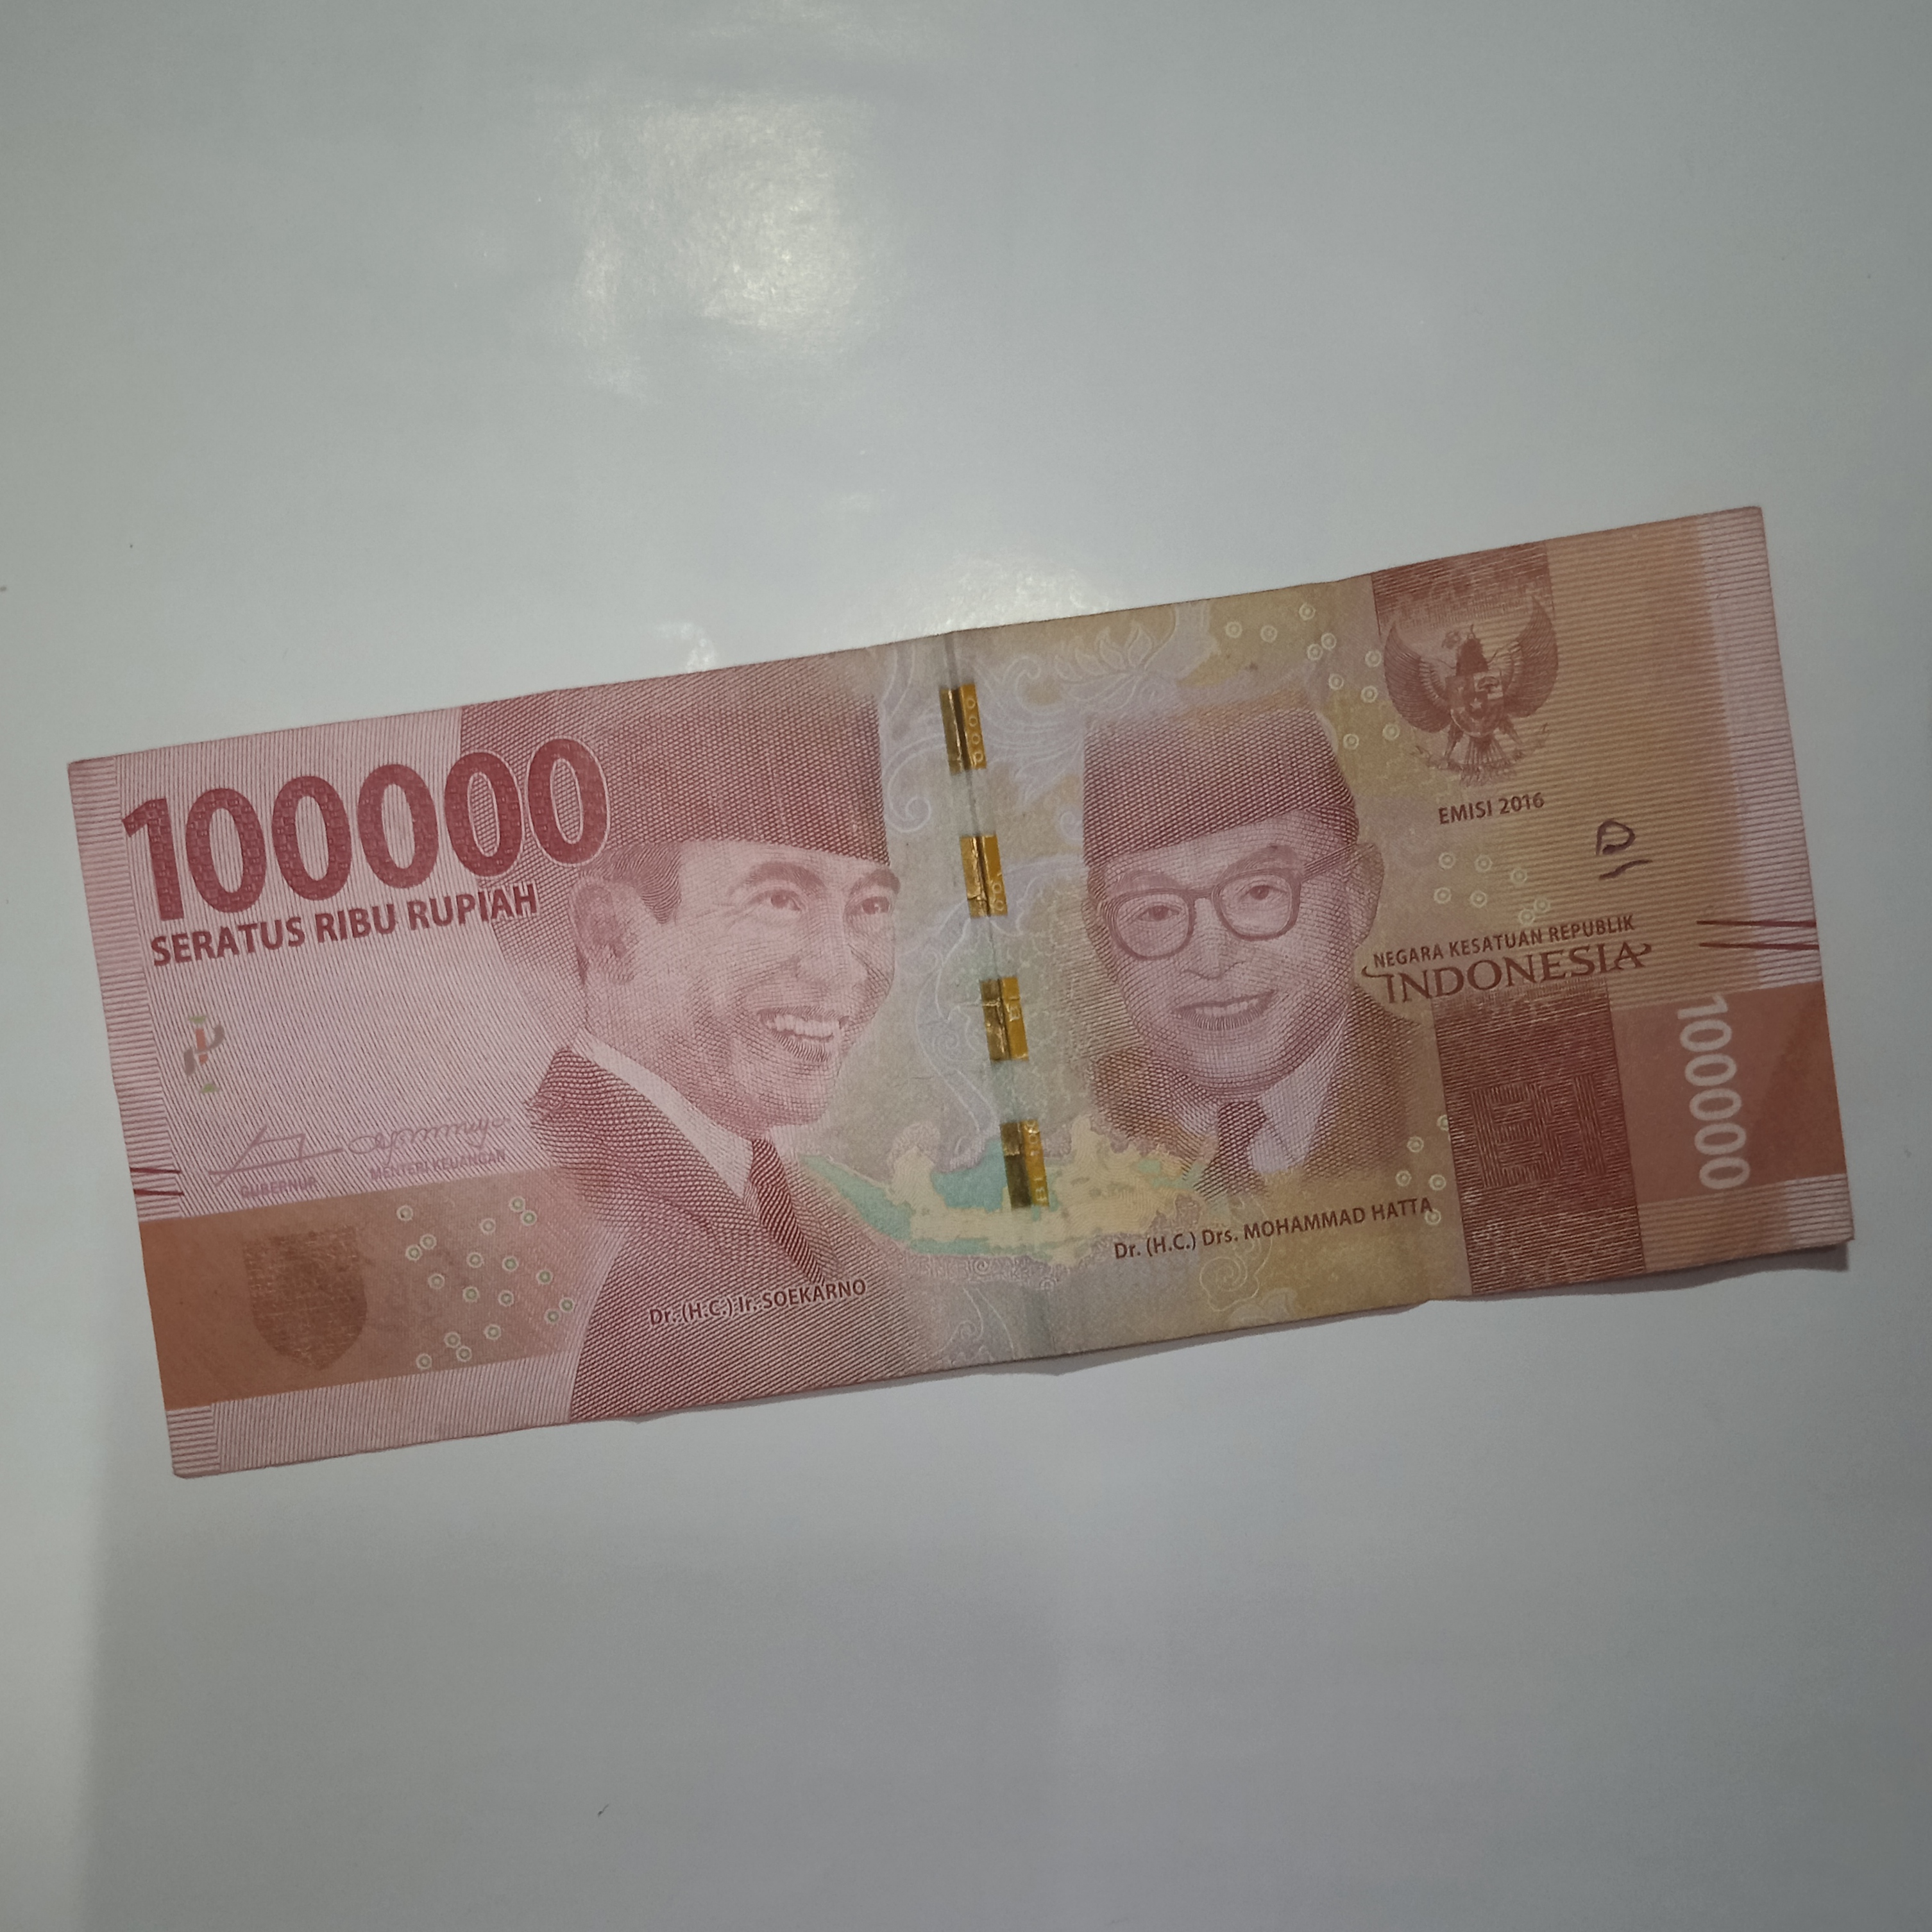 100000
SERATUS RIBU RUPIAH
GUBERNUR
MENTERI KEUANGAN
Dr. (H.C.) Ir. SOEKARNO
Dr. (H.C.) Drs. MOHAMMAD HATTA
EMISI 2016
NEGARA KESATUAN REPUBLIK
INDONESIA
100000